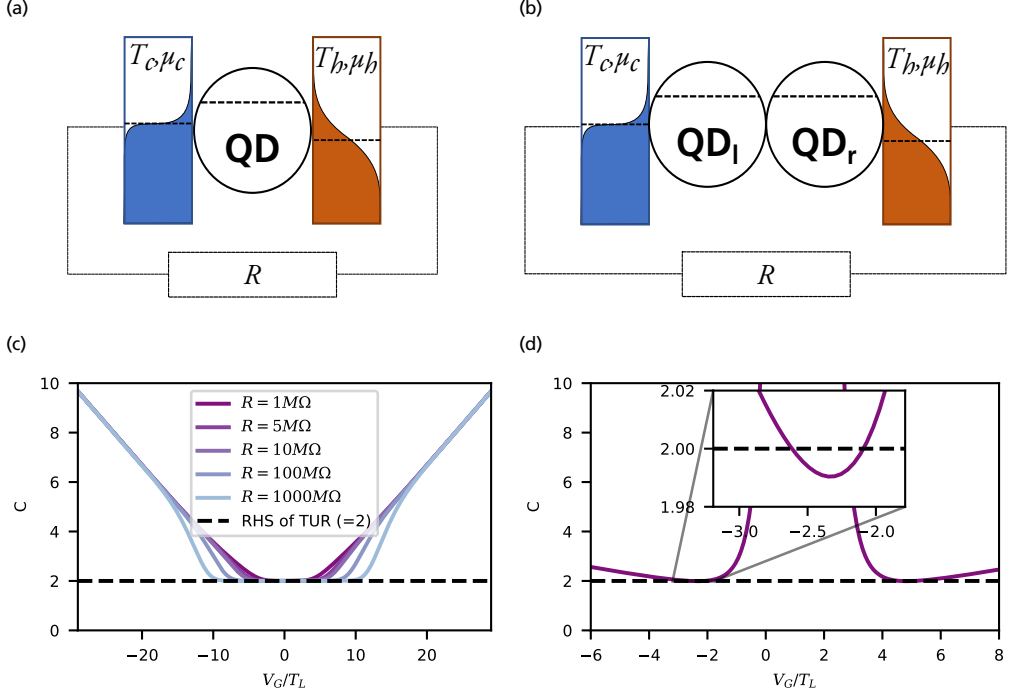 (a)
(b)
T_c,μ_c
QD
T_h,μ_h
R
T_c,μ_c
QD_l
QD_r
T_h,μ_h
R
(c)
(d)
10
8
6
4
2
0
C
−20
−10
0
10
20
V_G/T_L
R = 1MΩ
R = 5MΩ
R = 10MΩ
R = 100MΩ
R = 1000MΩ
RHS of TUR (=2)
10
8
6
4
2
0
C
−6
−4
−2
0
2
4
6
8
V_G/T_L
2.02
2.00
1.98
−3.0
−2.5
−2.0